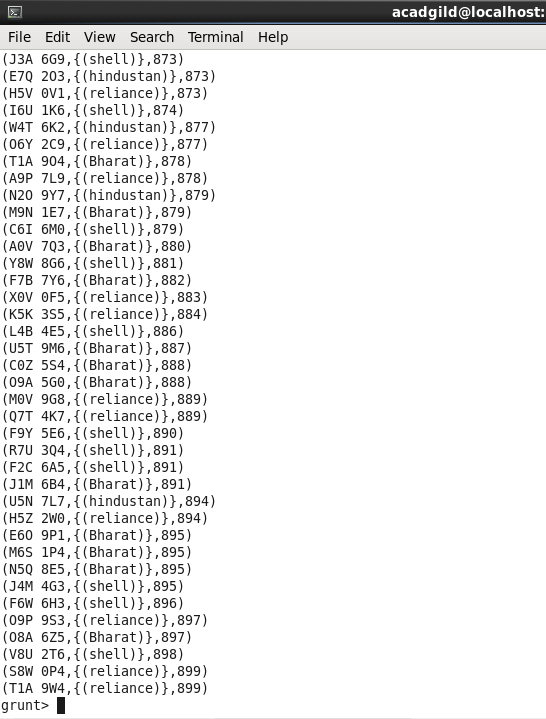 acadgild@localhost:
File Edit View Search Terminal Help
(J3A 6G9,{(shell)},873)
(E7Q 2O3,{(hindustan)},873)
(H5V 0V1,{(reliance)},873)
(I6U 1K6,{(shell)},874)
(W4T 6K2,{(hindustan)},877)
(O6Y 2C9,{(reliance)},877)
(T1A 9O4,{(Bharat)},878)
(A9P 7L9,{(reliance)},878)
(N2O 9Y7,{(hindustan)},879)
(M9N 1E7,{(Bharat)},879)
(C6I 6M0,{(shell)},879)
(A0V 7Q3,{(Bharat)},880)
(Y8W 8G6,{(shell)},881)
(F7B 7Y6,{(Bharat)},882)
(X0V 0F5,{(reliance)},883)
(K5K 3S5,{(reliance)},884)
(L4B 4E5,{(shell)},886)
(U5T 9M6,{(Bharat)},887)
(C0Z 5S4,{(Bharat)},888)
(O9A 5G0,{(Bharat)},888)
(M0V 9G8,{(reliance)},889)
(Q7T 4K7,{(reliance)},889)
(F9Y 5E6,{(shell)},890)
(R7U 3Q4,{(shell)},891)
(F2C 6A5,{(shell)},891)
(J1M 6B4,{(Bharat)},891)
(U5N 7L7,{(hindustan)},894)
(H5Z 2W0,{(reliance)},894)
(E6O 9P1,{(Bharat)},895)
(M6S 1P4,{(Bharat)},895)
(N5Q 8E5,{(Bharat)},895)
(J4M 4G3,{(shell)},895)
(F6W 6H3,{(shell)},896)
(O9P 9S3,{(reliance)},897)
(O8A 6Z5,{(Bharat)},897)
(V8U 2T6,{(shell)},898)
(S8W 0P4,{(reliance)},899)
(T1A 9W4,{(reliance)},899)
grunt>